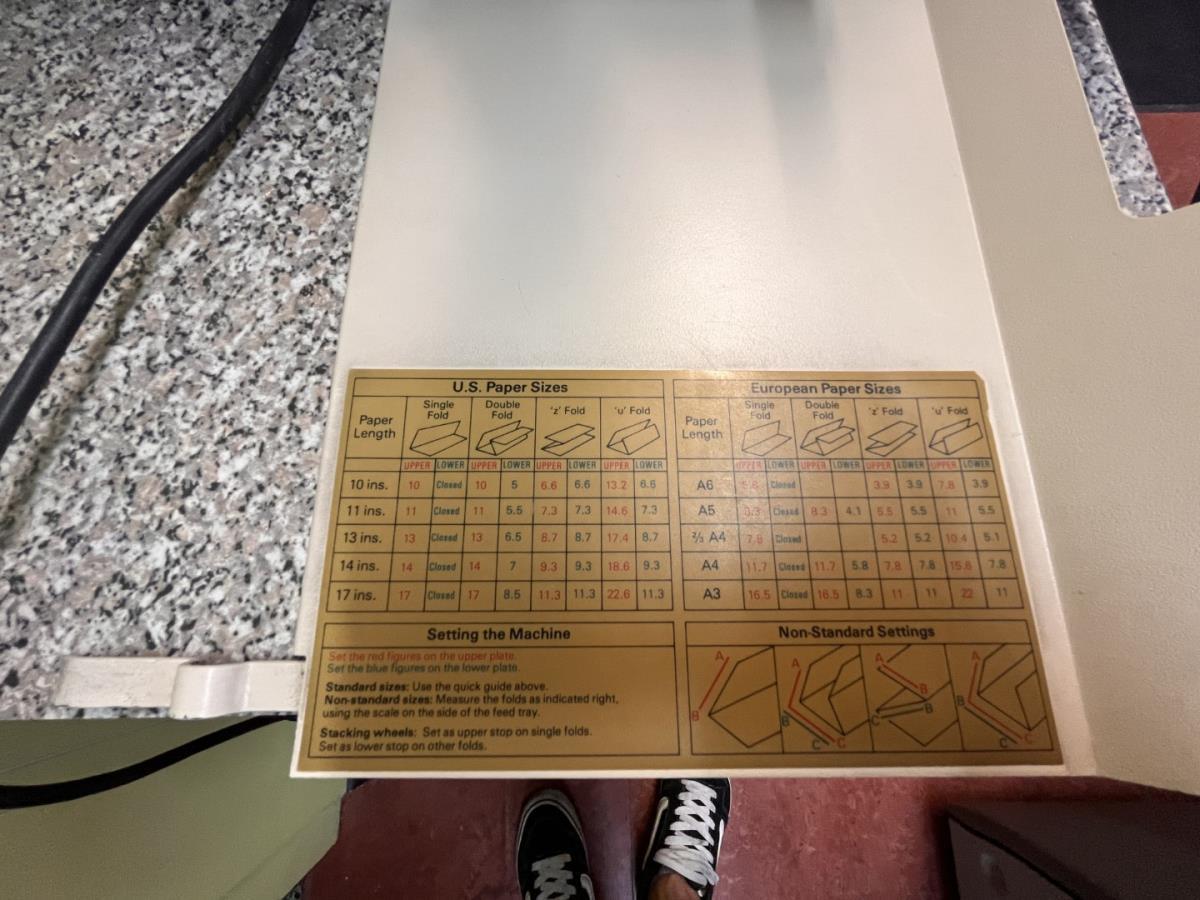 U.S. Paper Sizes
Paper Length Single Fold Double Fold 'z' Fold 'u' Fold
UPPER LOWER UPPER LOWER UPPER LOWER UPPER LOWER
10 ins. 10 Closed 10 5 6.6 6.6 13.2 6.6
11 ins. 11 Closed 11 5.5 7.3 7.3 14.6 7.3
13 ins. 13 Closed 13 6.5 8.7 8.7 17.4 8.7
14 ins. 14 Closed 14 7 9.3 9.3 18.6 9.3
17 ins. 17 Closed 17 8.5 11.3 11.3 22.6 11.3
European Paper Sizes
Paper Length Single Fold Double Fold 'z' Fold 'u' Fold
UPPER LOWER UPPER LOWER UPPER LOWER UPPER LOWER
A6 Closed 3.9 3.9 7.8 3.9
A5 Closed 8.3 4.1 5.5 5.5 11 5.5
⅔ A4 7.8 Closed 5.2 5.2 10.4 5.1
A4 11.7 Closed 11.7 5.8 7.8 7.8 15.6 7.8
A3 16.5 Closed 16.5 8.3 11 11 22 11
Setting the Machine
Set the red figures on the upper plate.
Set the blue figures on the lower plate.
Standard sizes: Use the quick guide above.
Non-standard sizes: Measure the folds as indicated right,
using the scale on the side of the feed tray.
Stacking wheels: Set as upper stop on single folds.
Set as lower stop on other folds.
Non-Standard Settings
A B
A B C C
A B B C
A B C C